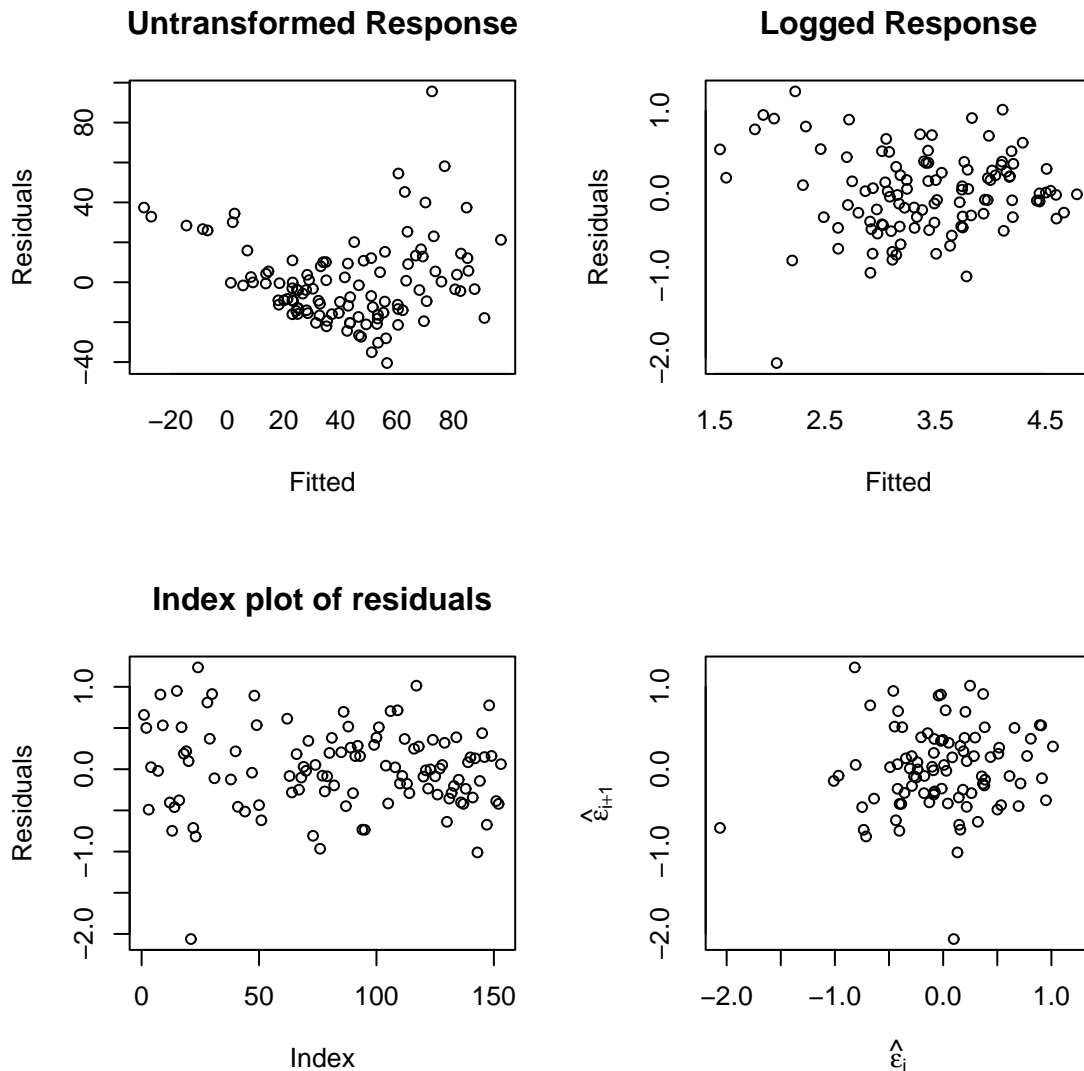 Untransformed Response
Residuals
80
40
0
−40
−20 0 20 40 60 80
Fitted
Logged Response
Residuals
1.0
0.0
−1.0
−2.0
1.5 2.5 3.5 4.5
Fitted
Index plot of residuals
Residuals
1.0
0.0
−1.0
−2.0
0 50 100 150
Index
ε̂i+1
1.0
0.0
−1.0
−2.0
−2.0 −1.0 0.0 1.0
ε̂i